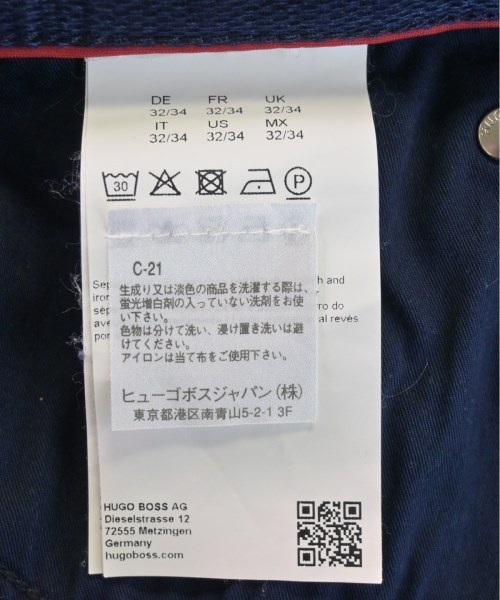 DE FR UK
32/34 32/34 32/34
IT US MX
32/34 32/34 32/34
30 P
C-21
生成り又は淡色の商品を洗濯する際は、
蛍光増白剤の入っていない洗剤をお使
い下さい。
色物は分けて洗い、浸け置き洗いは避
けてください。
アイロンは当て布をご使用下さい。
ヒューゴボスジャパン(株)
東京都港区南青山5-2-1 3F
HUGO BOSS AG
Dieselstrasse 12
72555 Metzingen
Germany
hugoboss.com